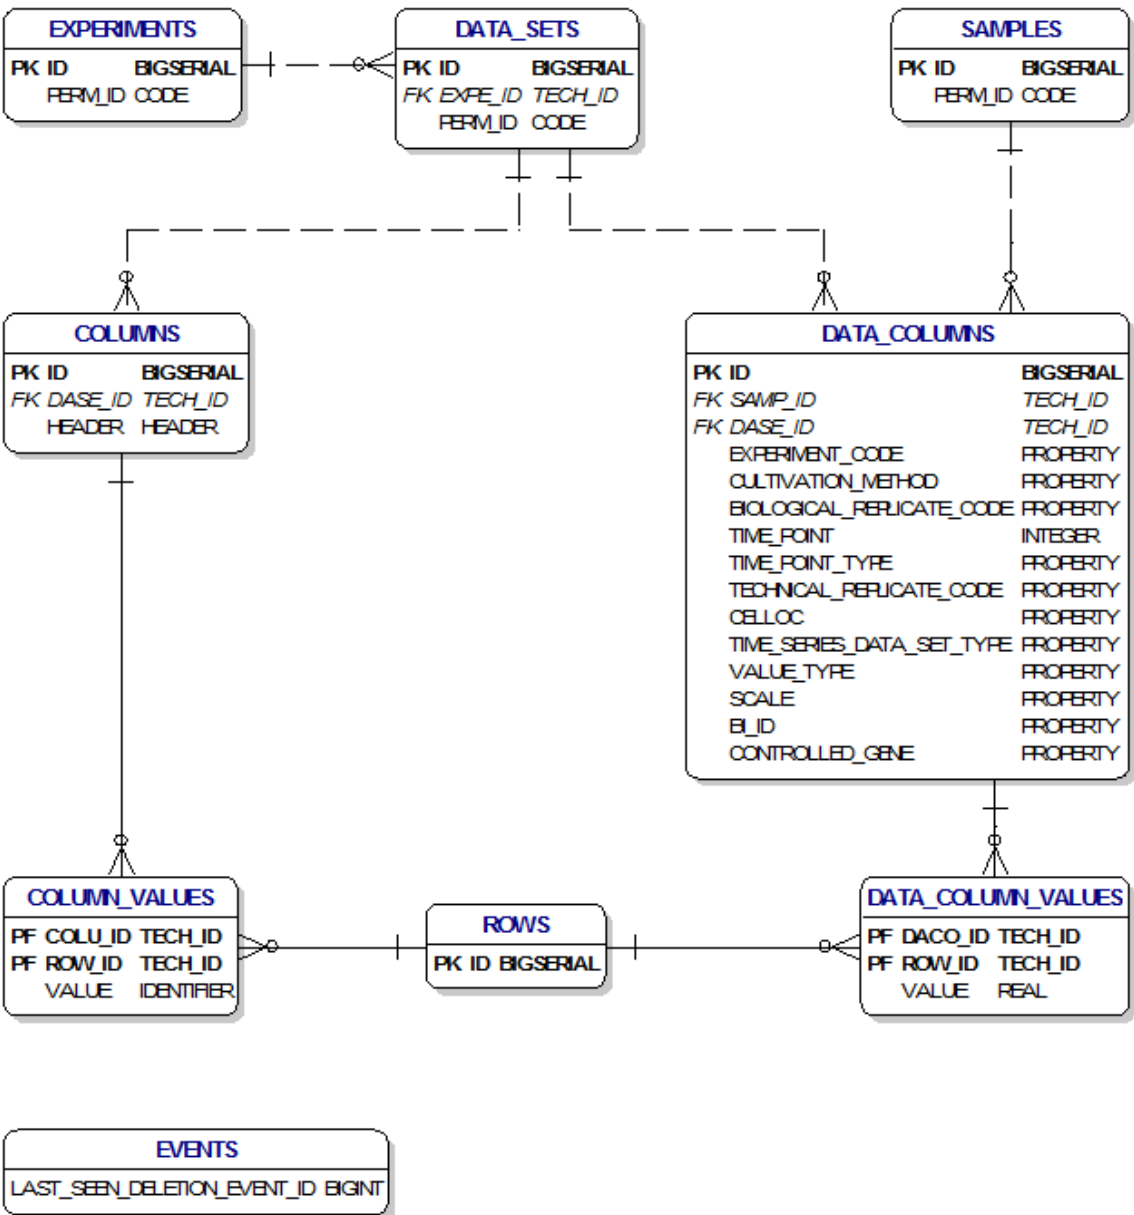 EXPERIMENTS
PK ID BIGSERIAL
PERM_ID CODE
DATA_SETS
PK ID BIGSERIAL
FK EXPE_ID TECH_ID
PERM_ID CODE
SAMPLES
PK ID BIGSERIAL
PERM_ID CODE
COLUMNS
PK ID BIGSERIAL
FK DASE_ID TECH_ID
HEADER HEADER
DATA_COLUMNS
PK ID BIGSERIAL
FK SAMP_ID TECH_ID
FK DASE_ID TECH_ID
EXPERIMENT_CODE PROPERTY
CULTIVATION_METHOD PROPERTY
BIOLOGICAL_REPLICATE_CODE PROPERTY
TIME_POINT INTEGER
TIME_POINT_TYPE PROPERTY
TECHNICAL_REPLICATE_CODE PROPERTY
CELLOC PROPERTY
TIME_SERIES_DATA_SET_TYPE PROPERTY
VALUE_TYPE PROPERTY
SCALE PROPERTY
BI_ID PROPERTY
CONTROLLED_GENE PROPERTY
COLUMN_VALUES
PF COLU_ID TECH_ID
PF ROW_ID TECH_ID
VALUE IDENTIFIER
ROWS
PK ID BIGSERIAL
DATA_COLUMN_VALUES
PF DACO_ID TECH_ID
PF ROW_ID TECH_ID
VALUE REAL
EVENTS
LAST_SEEN_DELETION_EVENT_ID BIGINT